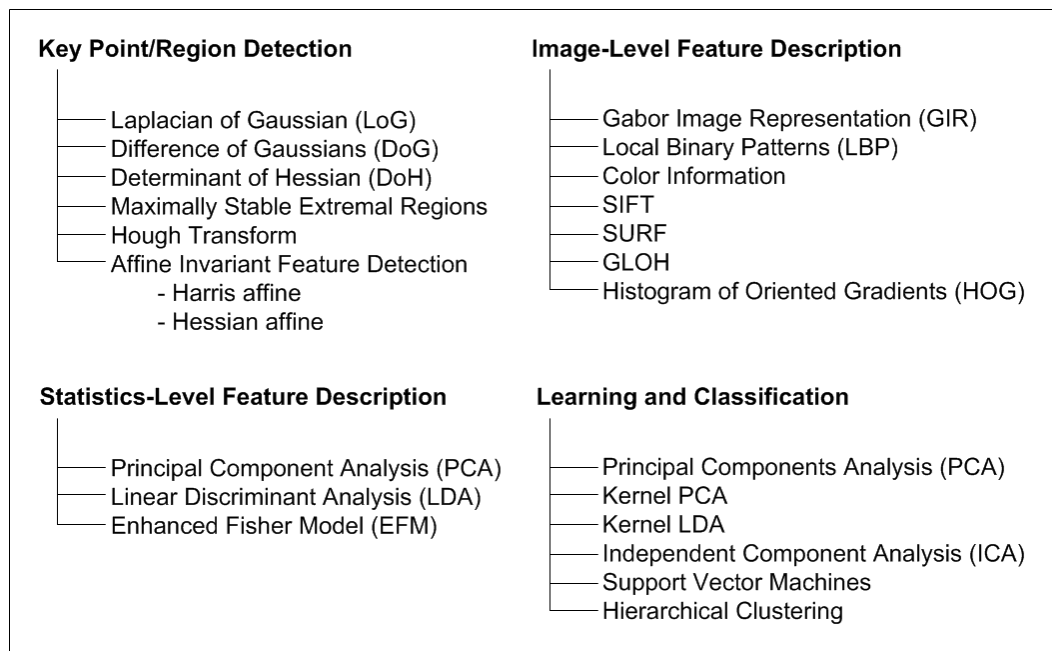 Key Point/Region Detection
Laplacian of Gaussian (LoG)
Difference of Gaussians (DoG)
Determinant of Hessian (DoH)
Maximally Stable Extremal Regions
Hough Transform
Affine Invariant Feature Detection
- Harris affine
- Hessian affine
Image-Level Feature Description
Gabor Image Representation (GIR)
Local Binary Patterns (LBP)
Color Information
SIFT
SURF
GLOH
Histogram of Oriented Gradients (HOG)
Statistics-Level Feature Description
Principal Component Analysis (PCA)
Linear Discriminant Analysis (LDA)
Enhanced Fisher Model (EFM)
Learning and Classification
Principal Components Analysis (PCA)
Kernel PCA
Kernel LDA
Independent Component Analysis (ICA)
Support Vector Machines
Hierarchical Clustering